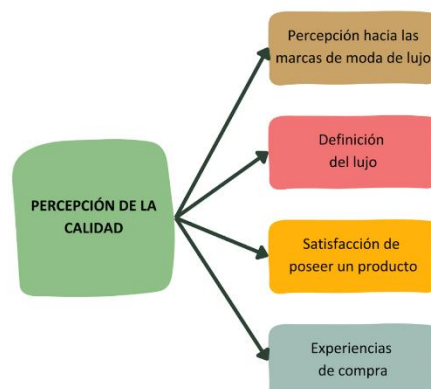 Percepción hacia las
marcas de moda de lujo
Definición
del lujo
PERCEPCIÓN DE LA
CALIDAD
Satisfacción de
poseer un producto
Experiencias
de compra